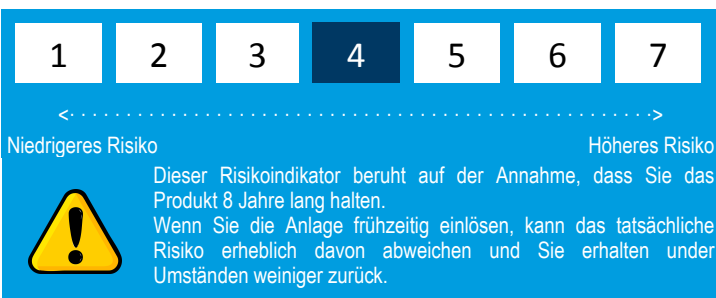 1 2 3 4 5 6 7
<·····················································>
Niedrigeres Risiko Höheres Risiko
Dieser Risikoindikator beruht auf der Annahme, dass Sie das
Produkt 8 Jahre lang halten.
Wenn Sie die Anlage frühzeitig einlösen, kann das tatsächliche
Risiko erheblich davon abweichen und Sie erhalten under
Umständen weiniger zurück.